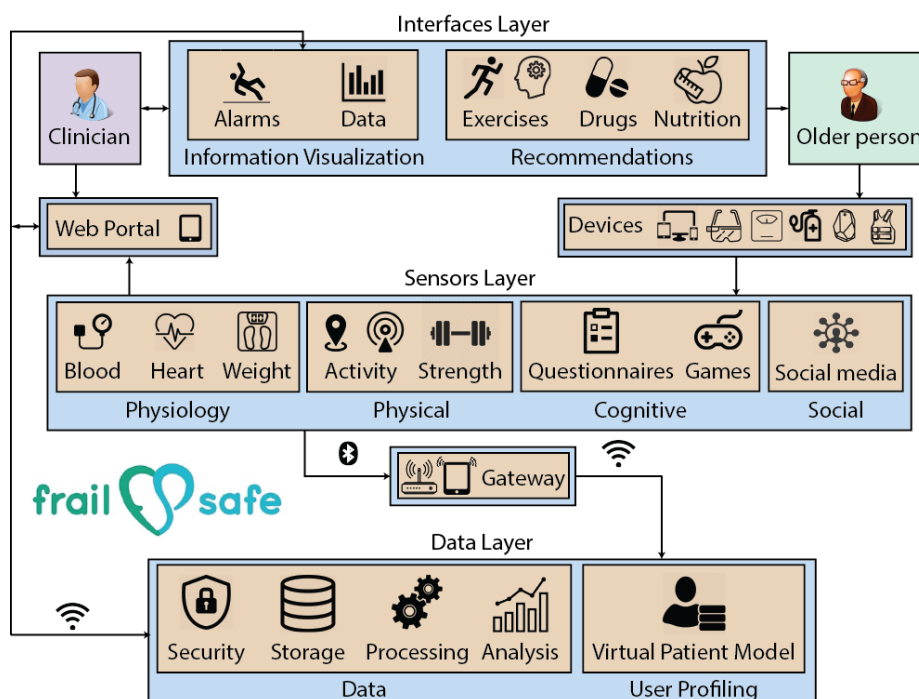 Interfaces Layer
Clinician
Alarms Data
Information Visualization
Exercises Drugs Nutrition
Recommendations
Older person
Web Portal
Devices
Sensors Layer
Blood Heart Weight
Physiology
Activity Strength
Physical
Questionnaires Games
Cognitive
Social media
Social
Gateway
frail safe
Data Layer
Security Storage Processing Analysis
Data
Virtual Patient Model
User Profiling